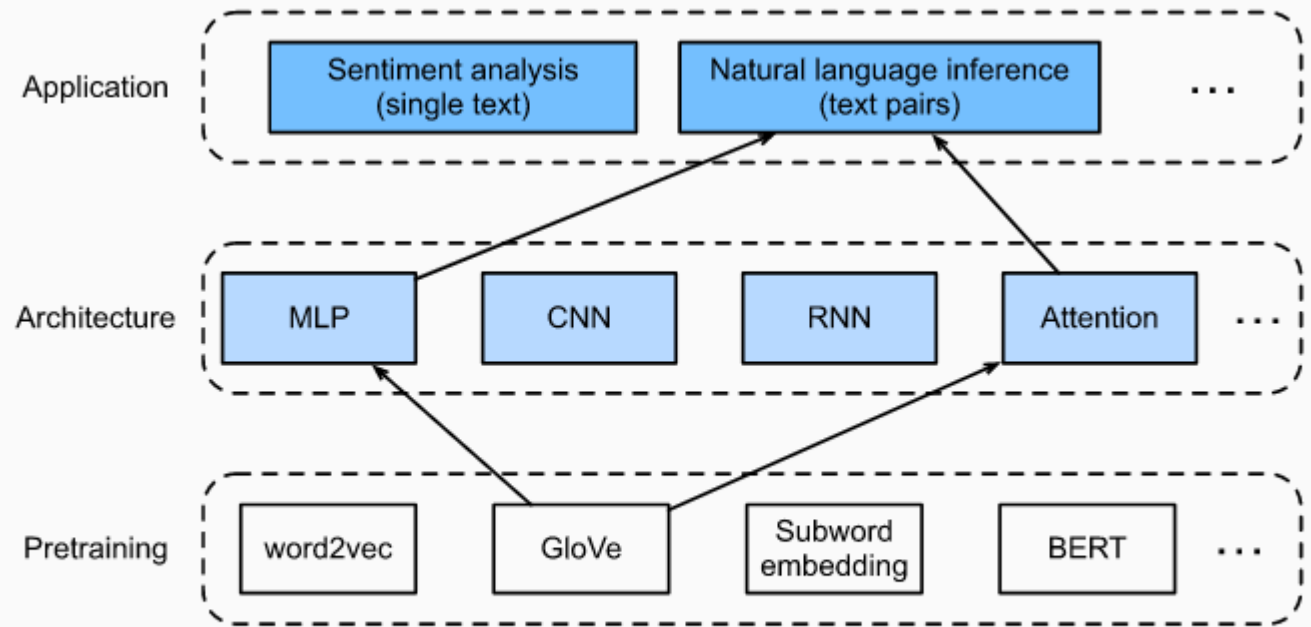 Application
Sentiment analysis
(single text)
Natural language inference
(text pairs)
...
Architecture
MLP
CNN
RNN
Attention
...
Pretraining
word2vec
GloVe
Subword
embedding
BERT
...